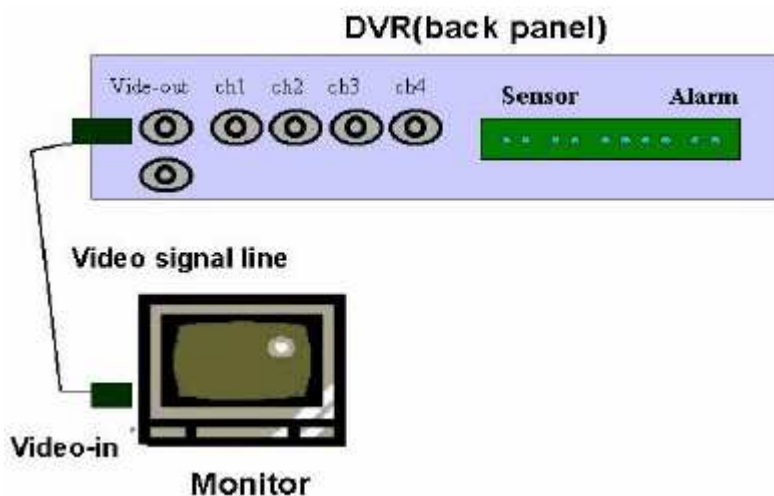 DVR(back panel)
Vide-out ch1 ch2 ch3 ch4
Sensor Alarm
Video signal line
Video-in
Monitor